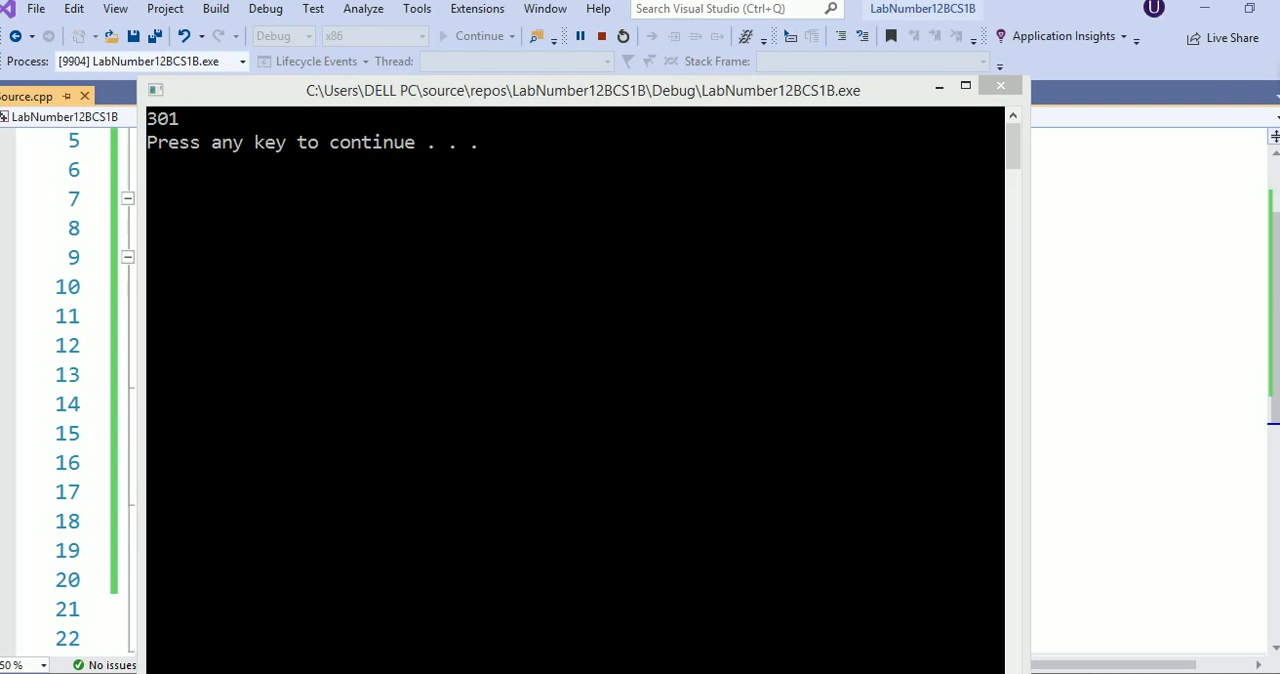 File Edit View Project Build Debug Test Analyze Tools Extensions Window Help Search Visual Studio (Ctrl+Q) LabNumber12BCS1B U
Debug x86 Continue Application Insights Live Share
Process: [9904] LabNumber12BCS1B.exe Lifecycle Events Thread: Stack Frame:
Source.cpp
C:\Users\DELL PC\source\repos\LabNumber12BCS1B\Debug\LabNumber12BCS1B.exe
LabNumber12BCS1B
301
Press any key to continue . . .
5
6
7
8
9
10
11
12
13
14
15
16
17
18
19
20
21
22
50 % No issues